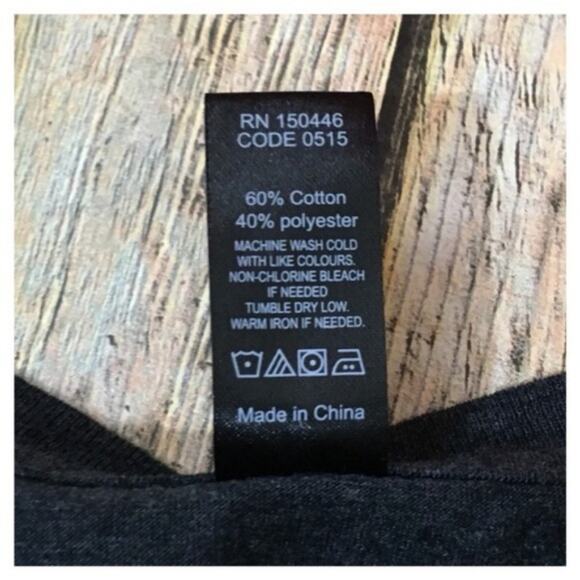 RN 150446
CODE 0515
60% Cotton
40% polyester
MACHINE WASH COLD
WITH LIKE COLOURS.
NON-CHLORINE BLEACH
IF NEEDED
TUMBLE DRY LOW.
WARM IRON IF NEEDED.
Made in China